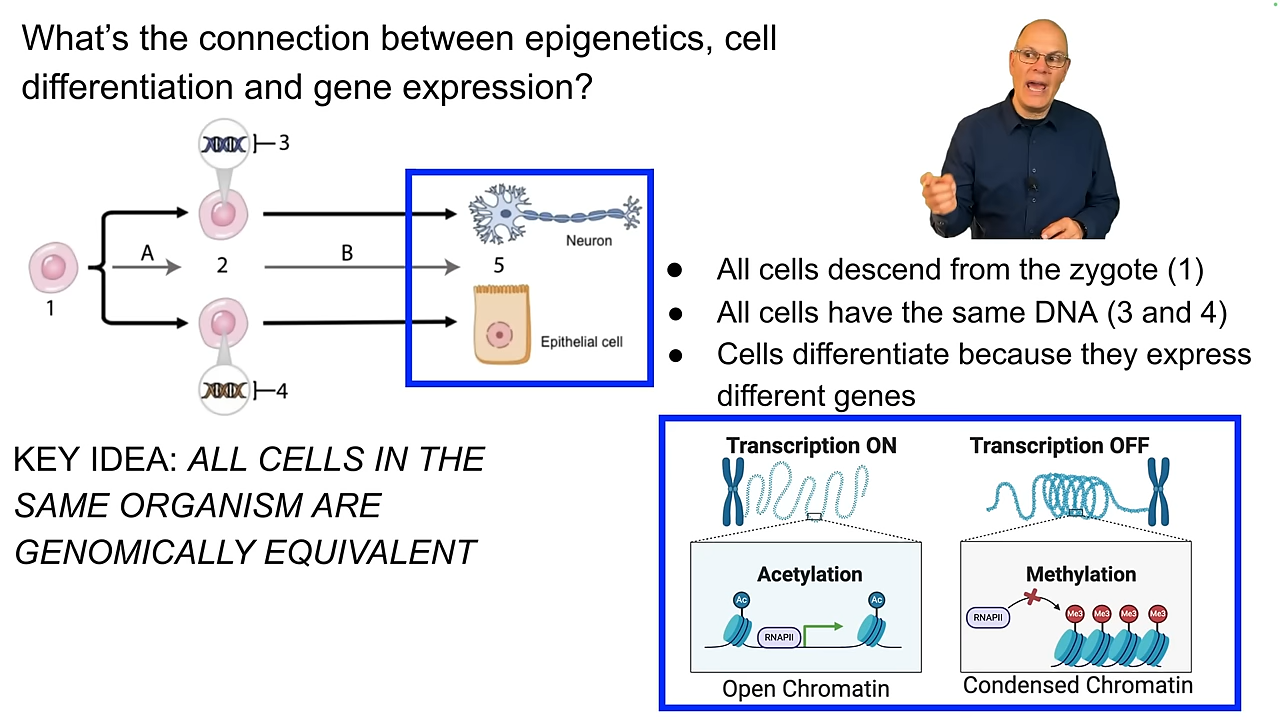 What's the connection between epigenetics, cell
differentiation and gene expression?
3
A
B
1
2
5
Neuron
Epithelial cell
4
● All cells descend from the zygote (1)
● All cells have the same DNA (3 and 4)
● Cells differentiate because they express
different genes
KEY IDEA: ALL CELLS IN THE
SAME ORGANISM ARE
GENOMICALLY EQUIVALENT
Transcription ON
Acetylation
Ac
Ac
RNAPII
Open Chromatin
Transcription OFF
Methylation
RNAPII
Me3 Me3 Me3 Me3
Condensed Chromatin